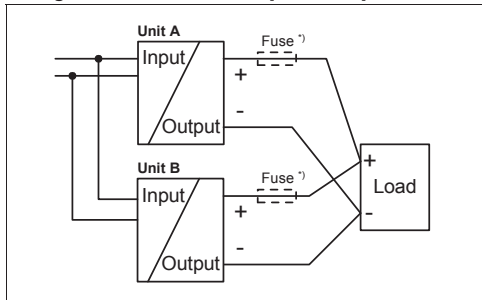 Unit A
Input
Fuse *)
+
-
Output
Unit B
Input
Fuse *)
+
-
Output
+
Load
-